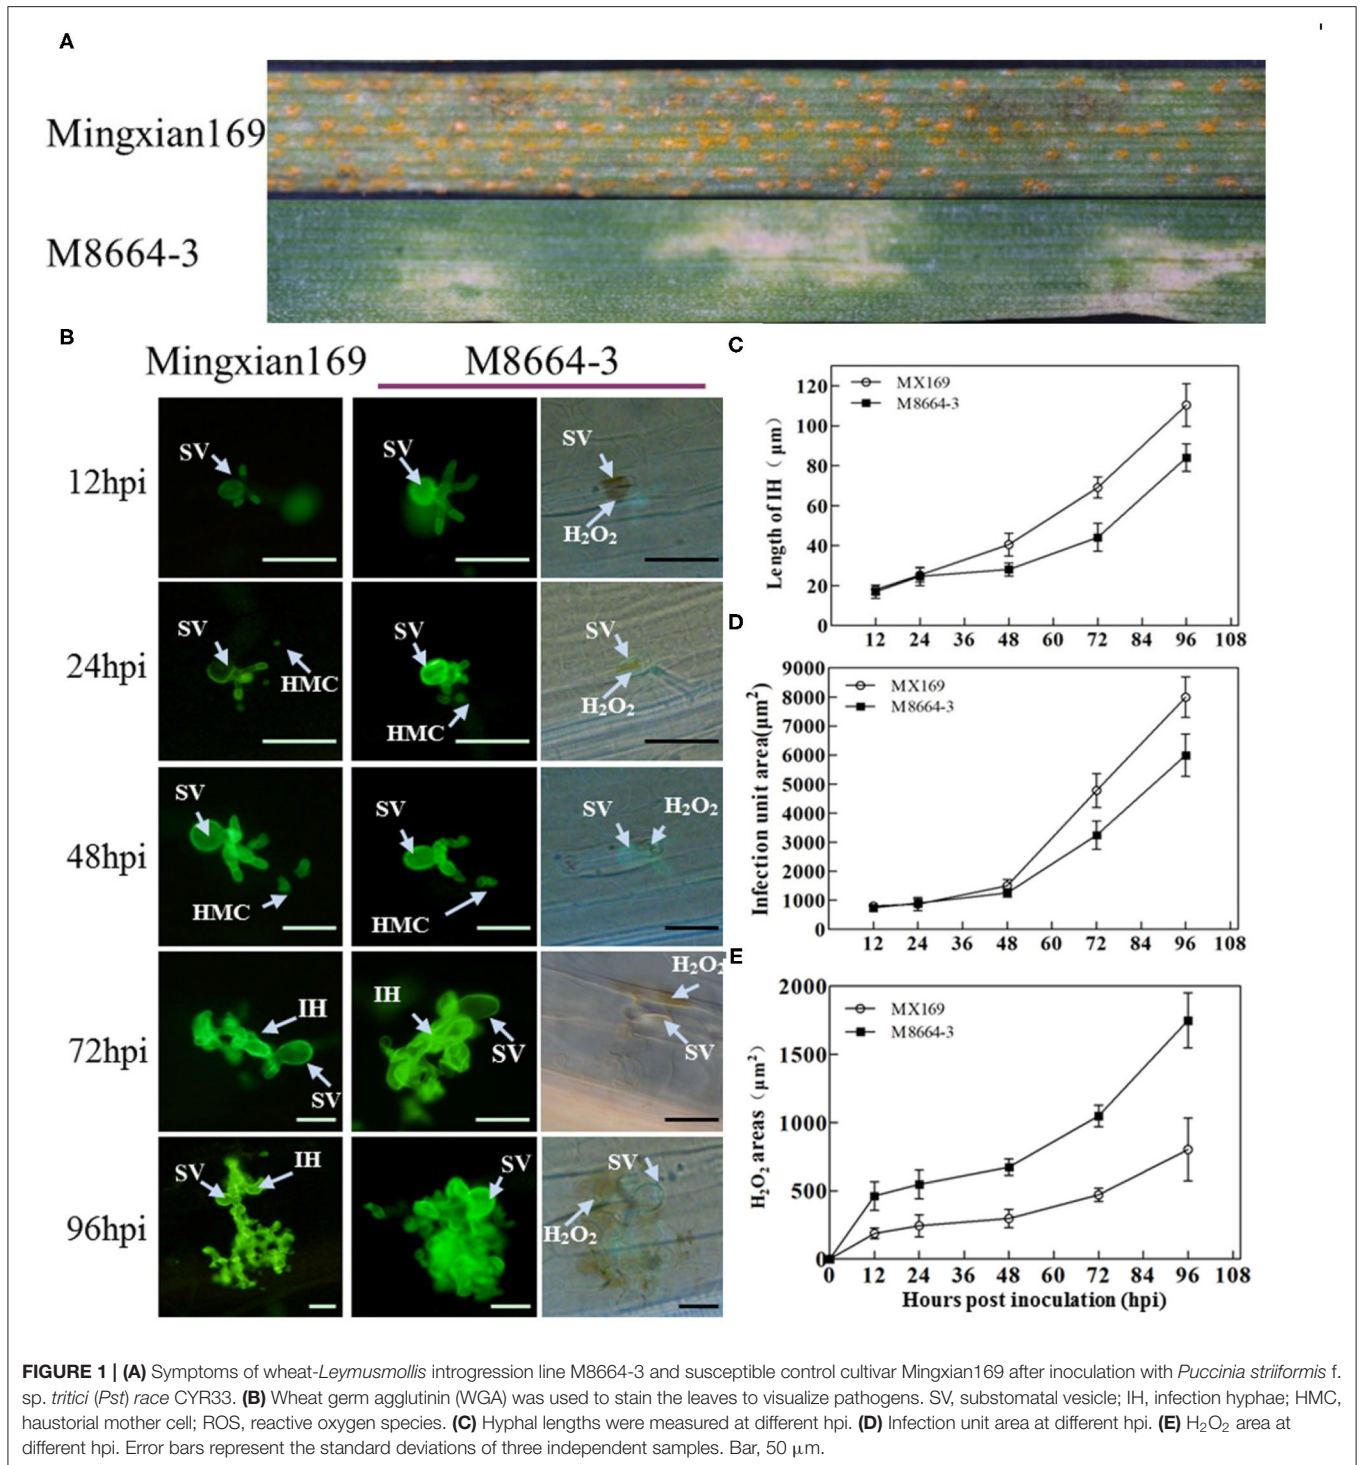 A
Mingxian169
M8664-3
B
Mingxian169 M8664-3
12hpi
SV
SV
SV
H₂O₂
24hpi
SV
HMC
SV
HMC
SV
H₂O₂
48hpi
SV
HMC
SV
HMC
SV
H₂O₂
72hpi
IH
SV
IH
SV
H₂O₂
SV
96hpi
SV
IH
SV
SV
H₂O₂
C
Length of IH ( μm)
120
100
80
60
40
20
0
MX169
M8664-3
12 24 36 48 60 72 84 96 108
D
Infection unit area(μm²)
9000
8000
7000
6000
5000
4000
3000
2000
1000
0
MX169
M8664-3
12 24 36 48 60 72 84 96 108
E
H₂O₂ areas (μm²)
2000
1500
1000
500
0
MX169
M8664-3
0 12 24 36 48 60 72 84 96 108
Hours post inoculation (hpi)
FIGURE 1 | (A) Symptoms of wheat-Leymusmollis introgression line M8664-3 and susceptible control cultivar Mingxian169 after inoculation with Puccinia striiformis f.
sp. tritici (Pst) race CYR33. (B) Wheat germ agglutinin (WGA) was used to stain the leaves to visualize pathogens. SV, substomatal vesicle; IH, infection hyphae; HMC,
haustorial mother cell; ROS, reactive oxygen species. (C) Hyphal lengths were measured at different hpi. (D) Infection unit area at different hpi. (E) H₂O₂ area at
different hpi. Error bars represent the standard deviations of three independent samples. Bar, 50 μm.